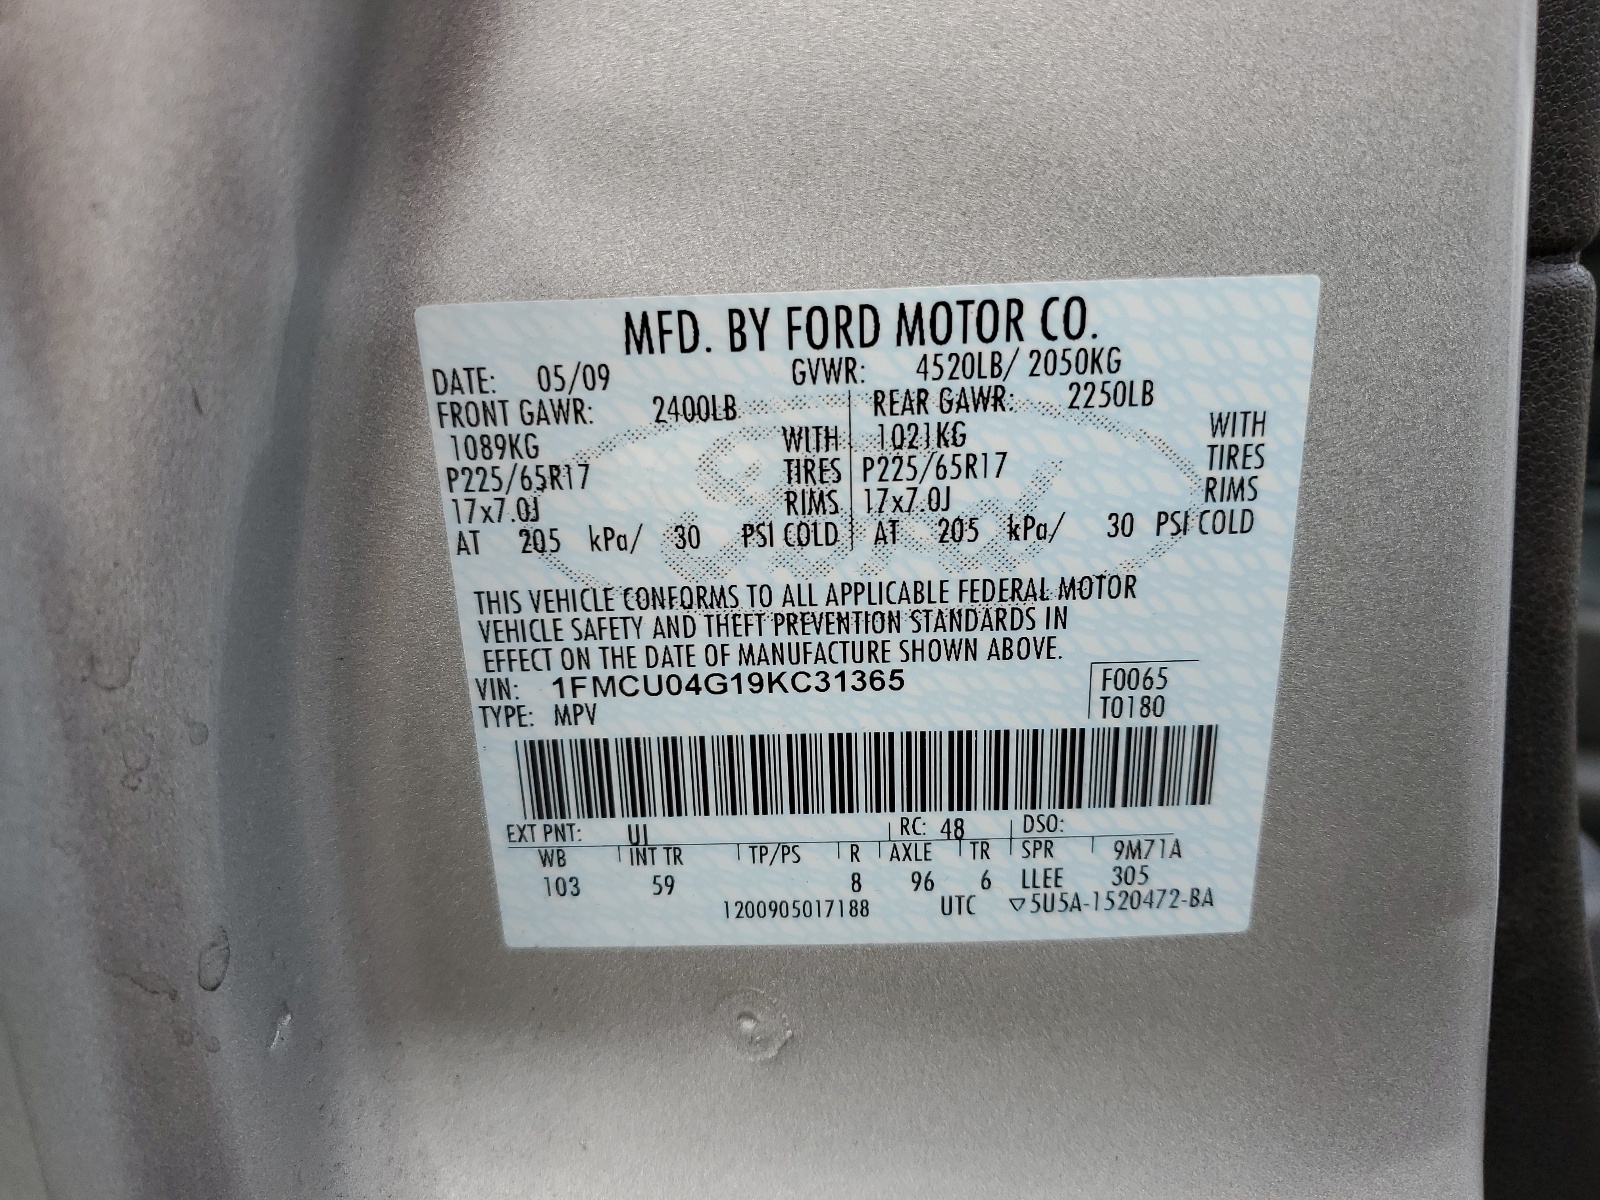 MFD. BY FORD MOTOR CO.
DATE: 05/09 GVWR: 4520LB/ 2050KG
FRONT GAWR: 2400LB REAR GAWR: 2250LB
1089KG WITH 1021KG WITH
P225/65R17 TIRES P225/65R17 TIRES
17x7.0J RIMS 17x7.0J RIMS
AT 205 kPa/ 30 PSI COLD AT 205 kPa/ 30 PSI COLD
THIS VEHICLE CONFORMS TO ALL APPLICABLE FEDERAL MOTOR
VEHICLE SAFETY AND THEFT PREVENTION STANDARDS IN
EFFECT ON THE DATE OF MANUFACTURE SHOWN ABOVE.
VIN: 1FMCU04G19KC31365 F0065
TYPE: MPV T0180
EXT PNT: UJ RC: 48 DSO:
WB INT TR TP/PS R AXLE TR SPR 9M71A
103 59 8 96 6 LLEE 305
1200905017188 UTC ▽5U5A-1520472-BA